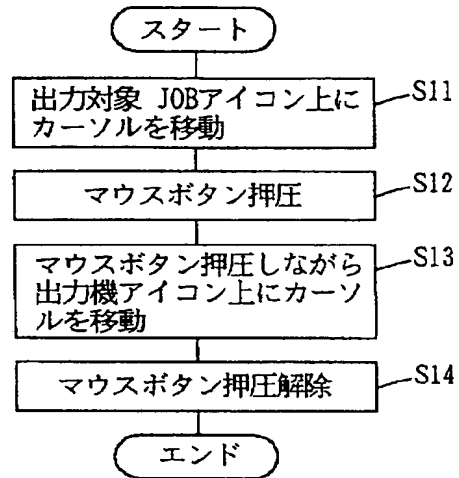 スタート
出力対象 JOBアイコン上に
カーソルを移動
S11
マウスボタン押圧
S12
マウスボタン押圧しながら
出力機アイコン上にカーソ
ルを移動
S13
マウスボタン押圧解除
S14
エンド